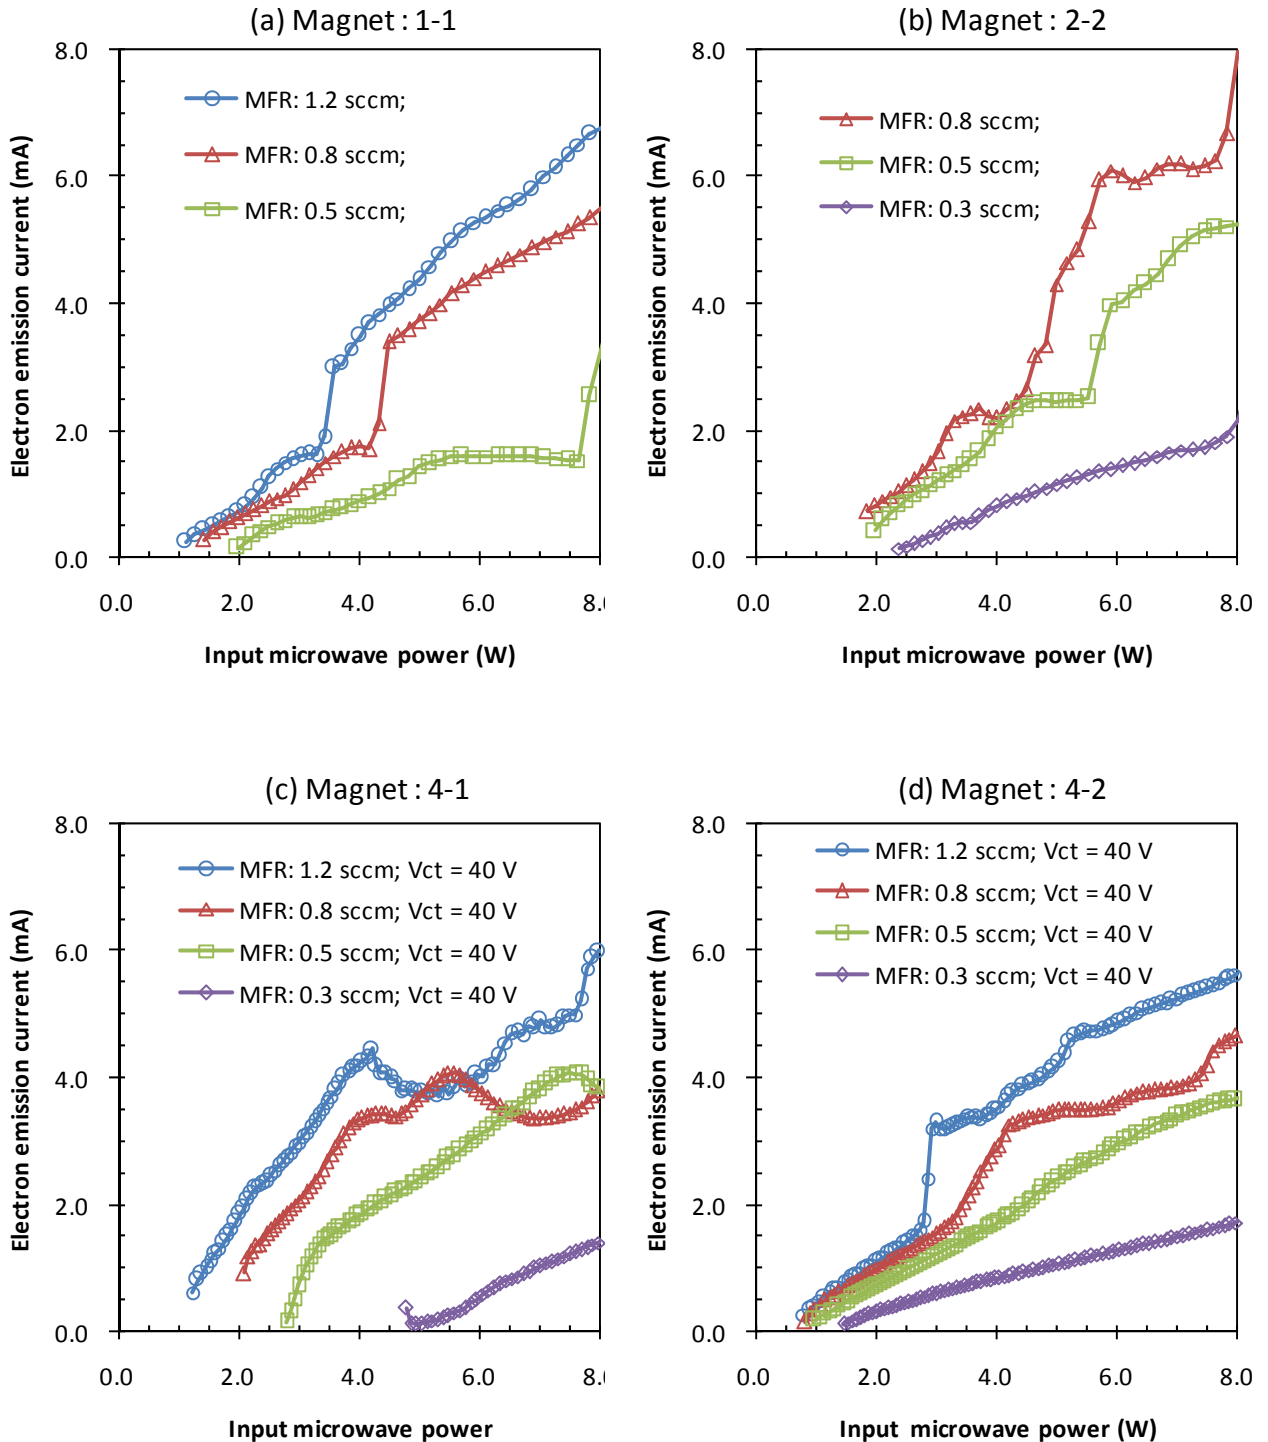 (a) Magnet : 1-1
8.0
6.0
4.0
2.0
0.0
Electron emission current (mA)
MFR: 1.2 sccm;
MFR: 0.8 sccm;
MFR: 0.5 sccm;
0.0 2.0 4.0 6.0 8.0
Input microwave power (W)
(b) Magnet : 2-2
8.0
6.0
4.0
2.0
0.0
Electron emission current (mA)
MFR: 0.8 sccm;
MFR: 0.5 sccm;
MFR: 0.3 sccm;
0.0 2.0 4.0 6.0 8.0
Input microwave power (W)
(c) Magnet : 4-1
8.0
6.0
4.0
2.0
0.0
Electron emission current (mA)
MFR: 1.2 sccm; Vct = 40 V
MFR: 0.8 sccm; Vct = 40 V
MFR: 0.5 sccm; Vct = 40 V
MFR: 0.3 sccm; Vct = 40 V
0.0 2.0 4.0 6.0 8.0
Input microwave power
(d) Magnet : 4-2
8.0
6.0
4.0
2.0
0.0
Electron emission current (mA)
MFR: 1.2 sccm; Vct = 40 V
MFR: 0.8 sccm; Vct = 40 V
MFR: 0.5 sccm; Vct = 40 V
MFR: 0.3 sccm; Vct = 40 V
0.0 2.0 4.0 6.0 8.0
Input microwave power (W)